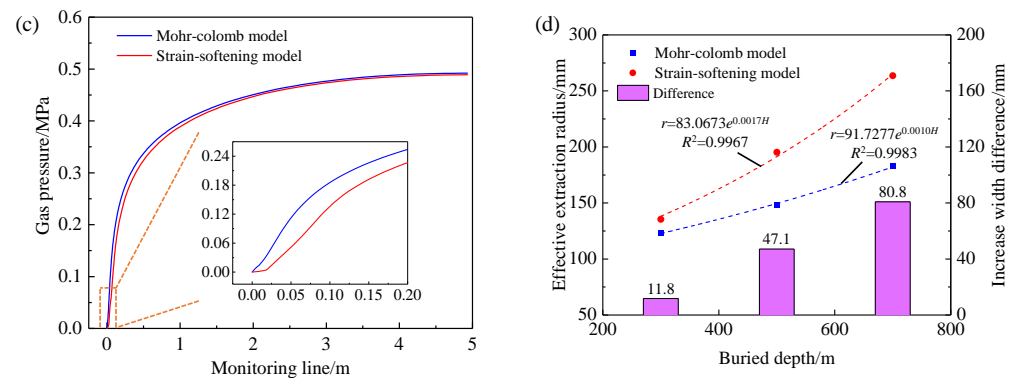 (c)
0.6
0.5
0.4
0.3
0.2
0.1
0.0
Gas pressure/MPa
Mohr-colomb model
Strain-softening model
0.24
0.18
0.12
0.06
0.00
0.00 0.05 0.10 0.15 0.20
0 1 2 3 4 5
Monitoring line/m
(d)
300
250
200
150
100
50
Effective extraction radius/mm
Mohr-colomb model
Strain-softening model
Difference
r=83.0673e^{0.0017H}
R²=0.9967
r=91.7277e^{0.0010H}
R²=0.9983
11.8
47.1
80.8
200
160
120
80
40
0
Increase width difference/mm
200 400 600 800
Buried depth/m